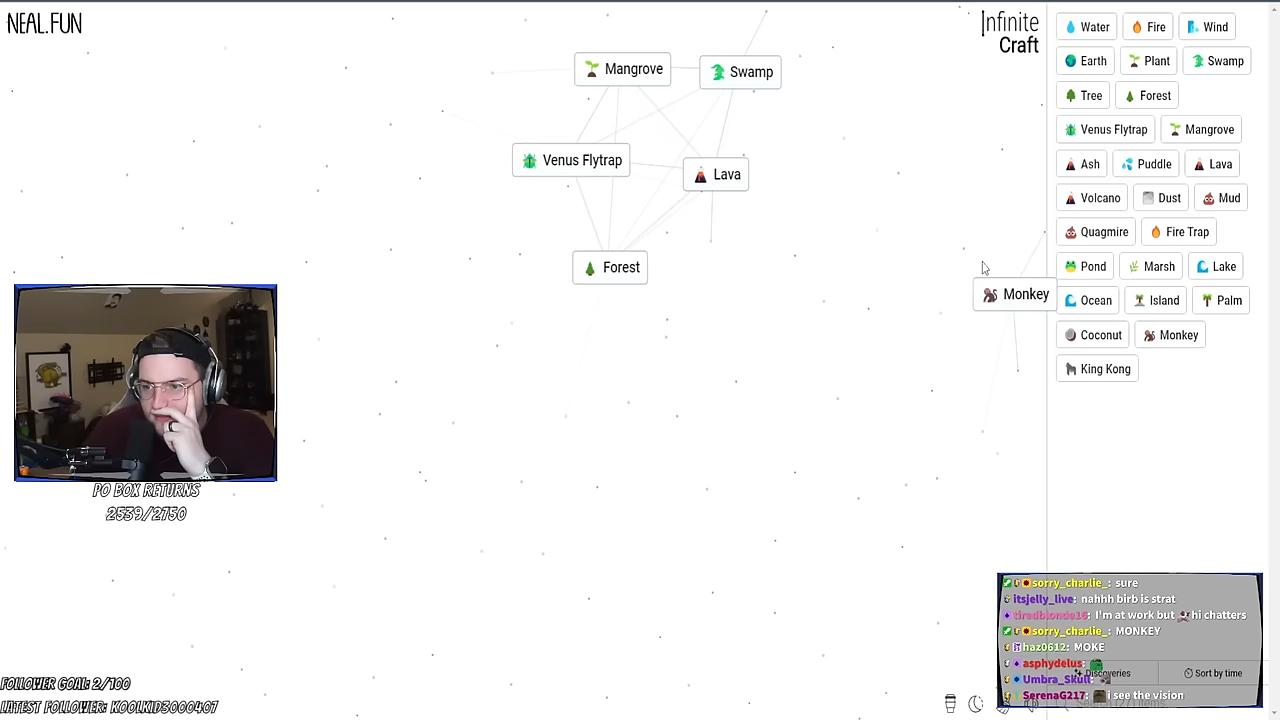 NEAL.FUN
Infinite
Craft
Mangrove
Swamp
Venus Flytrap
Lava
Forest
Monkey
Water
Fire
Wind
Earth
Plant
Swamp
Tree
Forest
Venus Flytrap
Mangrove
Ash
Puddle
Lava
Volcano
Dust
Mud
Quagmire
Fire Trap
Pond
Marsh
Lake
Ocean
Island
Palm
Coconut
Monkey
King Kong
PO BOX RETURNS
2539/2750
FOLLOWER GOAL: 2/100
LATEST FOLLOWER: KOOLKID3000407
sorry_charlie_: sure
itsjelly_live: nahhh birb is strat
tiredblonde16: I'm at work but hi chatters
sorry_charlie_: MONKEY
haz0612: MOKE
asphydelus:
Umbra_Skull:
SerenaG217: i see the vision
Discoveries
Sort by time